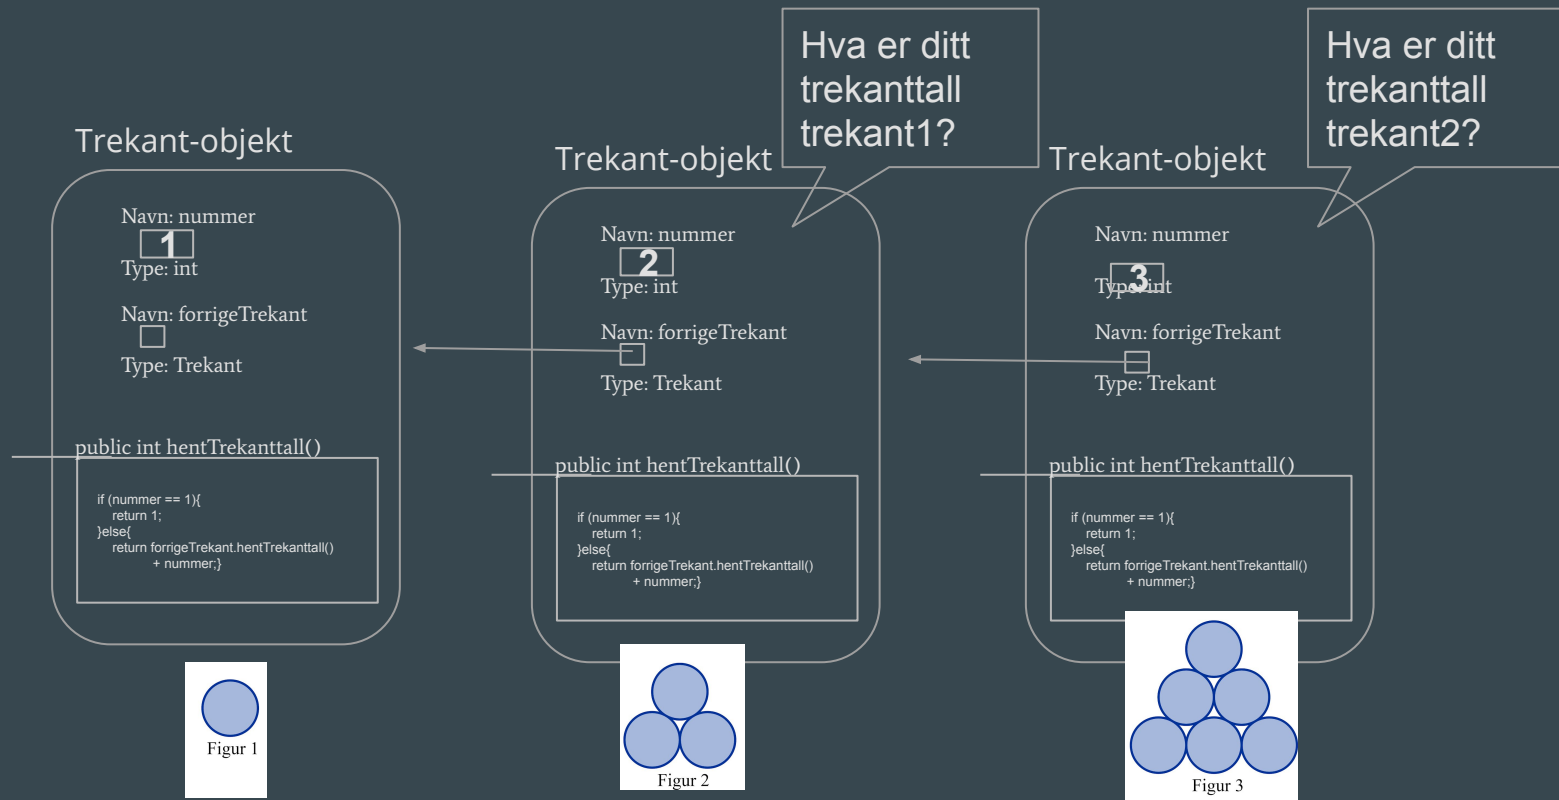 Trekant-objekt
Navn: nummer
1
Type: int
Navn: forrigeTrekant
Type: Trekant
public int hentTrekanttall()
if (nummer == 1){
return 1;
}else{
return forrigeTrekant.hentTrekanttall()
+ nummer;}
Figur 1
Hva er ditt
trekanttall
trekant1?
Trekant-objekt
Navn: nummer
2
Type: int
Navn: forrigeTrekant
Type: Trekant
public int hentTrekanttall()
if (nummer == 1){
return 1;
}else{
return forrigeTrekant.hentTrekanttall()
+ nummer;}
Figur 2
Hva er ditt
trekanttall
trekant2?
Trekant-objekt
Navn: nummer
3
Type: int
Navn: forrigeTrekant
Type: Trekant
public int hentTrekanttall()
if (nummer == 1){
return 1;
}else{
return forrigeTrekant.hentTrekanttall()
+ nummer;}
Figur 3